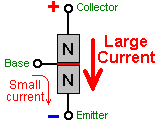 + Collector
N
Large
Current
Base
N
Small
current
– Emitter